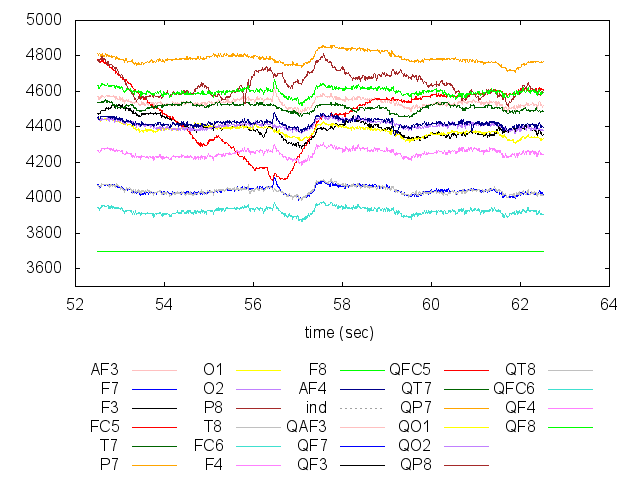 5000
4800
4600
4400
4200
4000
3800
3600
52 54 56 58 60 62 64
time (sec)
AF3 O1 F8 QFC5 QT8
F7 O2 AF4 QT7 QFC6
F3 P8 ind QP7 QF4
FC5 T8 QAF3 QO1 QF8
T7 FC6 QF7 QO2
P7 F4 QF3 QP8